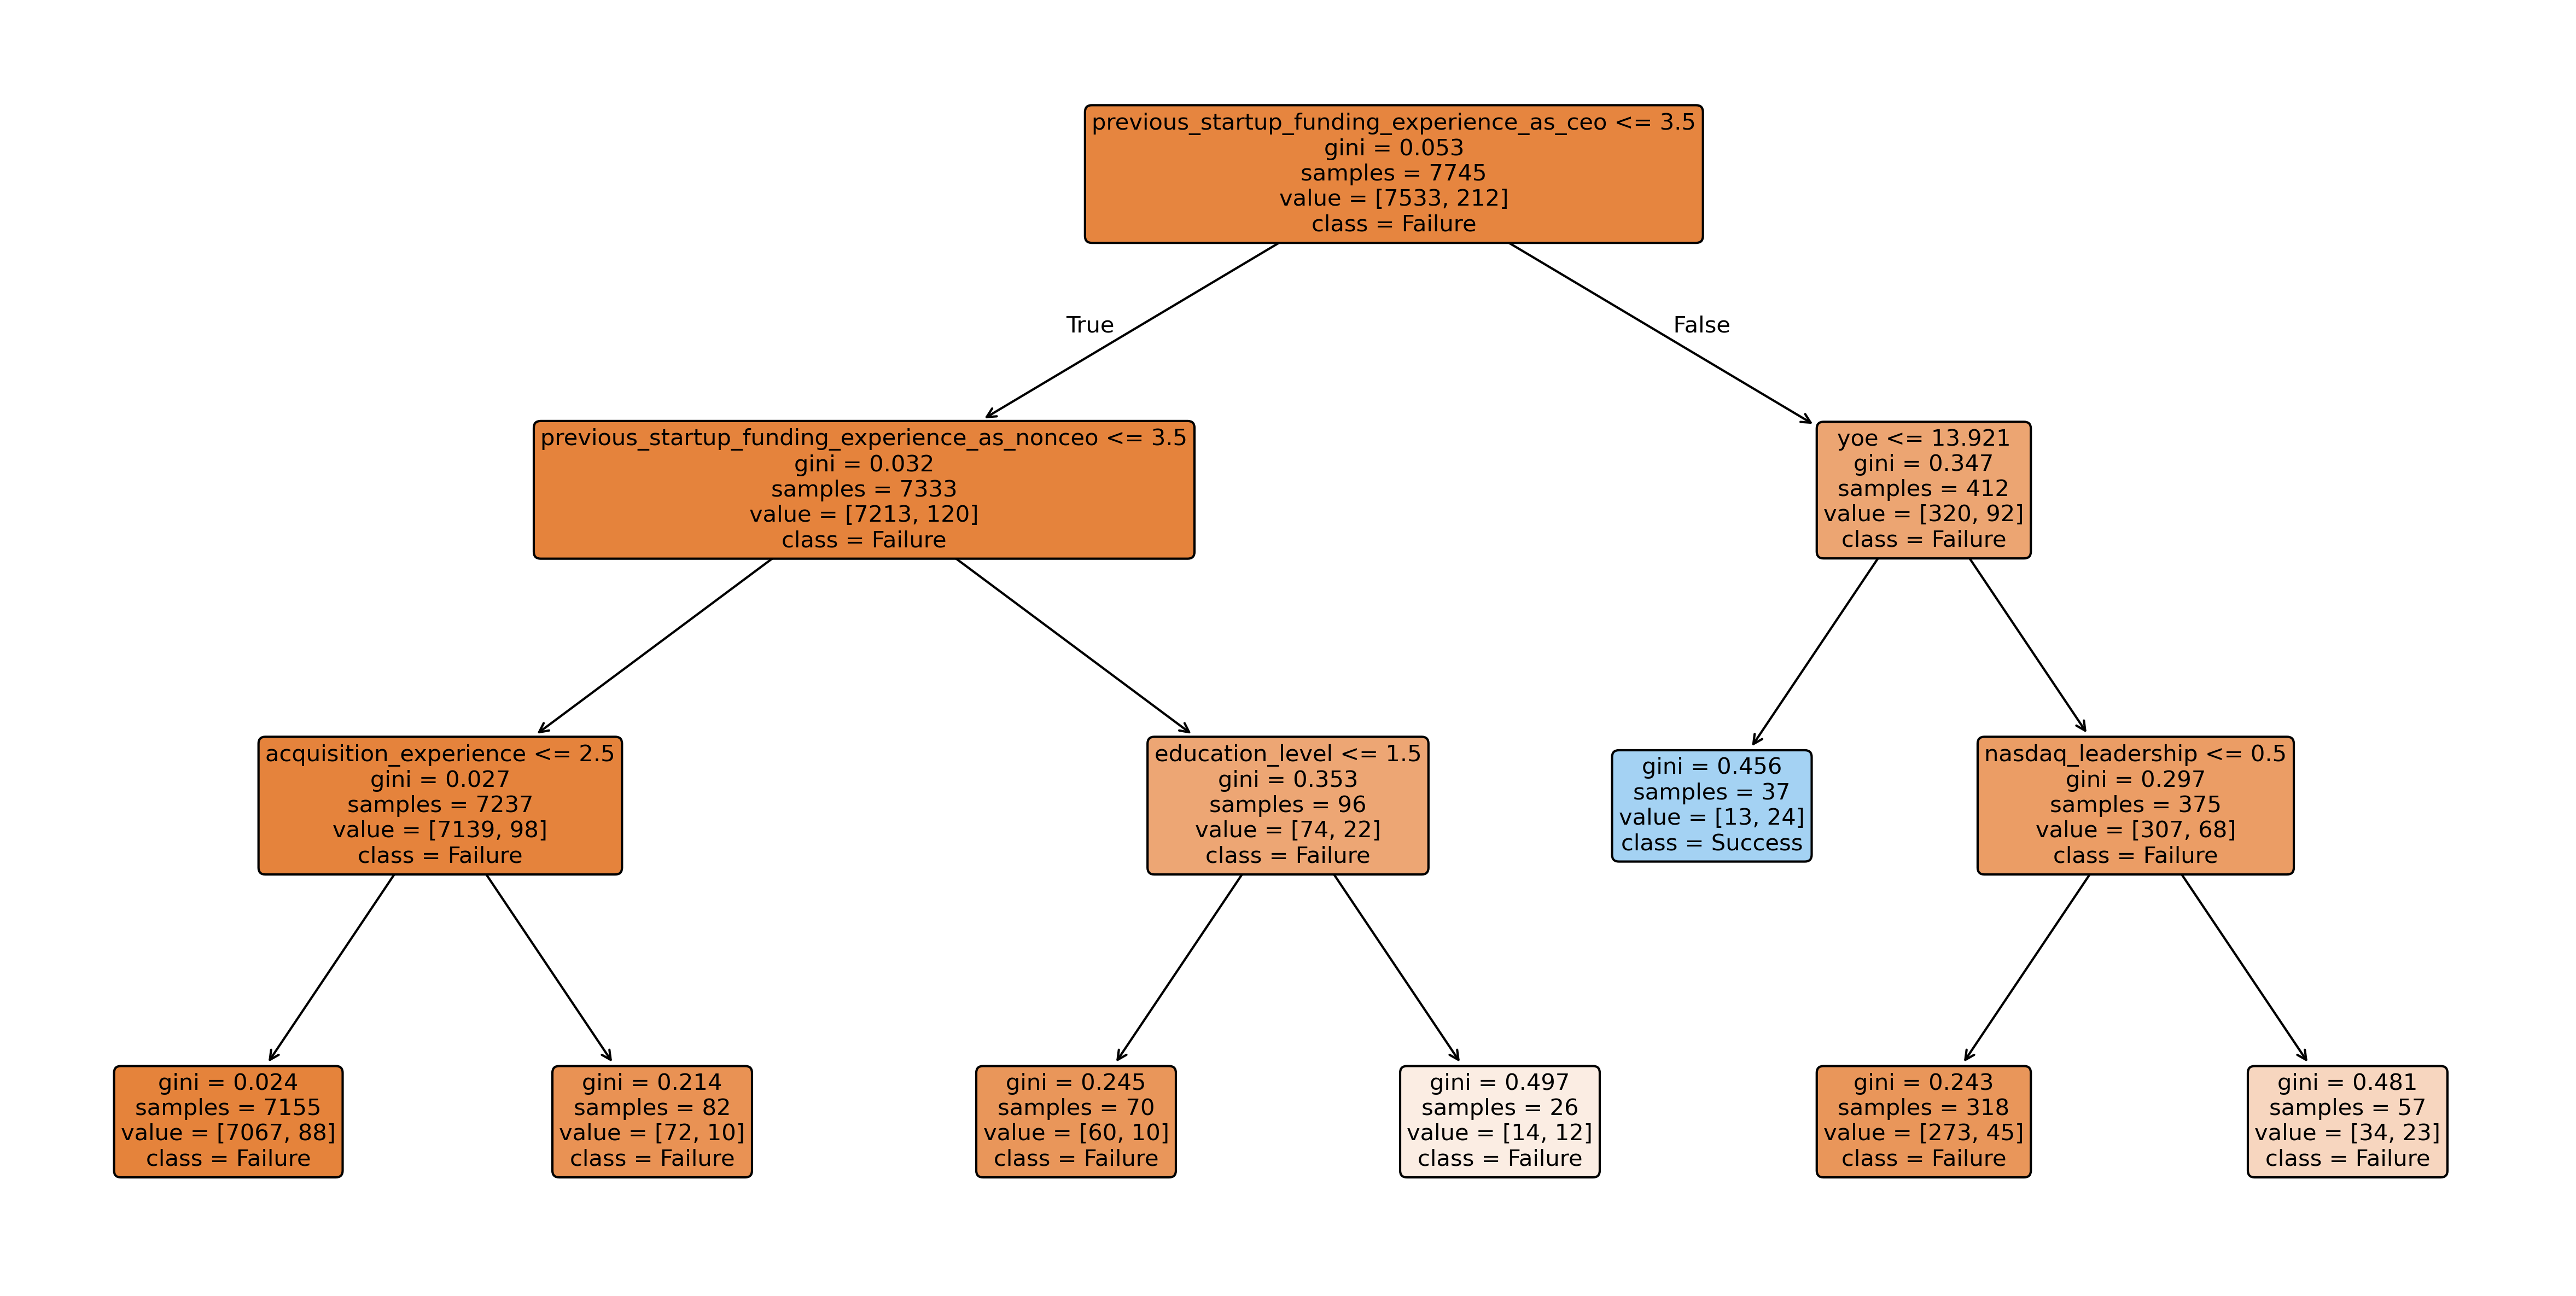 previous_startup_funding_experience_as_ceo <= 3.5
gini = 0.053
samples = 7745
value = [7533, 212]
class = Failure
True
False
previous_startup_funding_experience_as_nonceo <= 3.5
gini = 0.032
samples = 7333
value = [7213, 120]
class = Failure
yoe <= 13.921
gini = 0.347
samples = 412
value = [320, 92]
class = Failure
acquisition_experience <= 2.5
gini = 0.027
samples = 7237
value = [7139, 98]
class = Failure
education_level <= 1.5
gini = 0.353
samples = 96
value = [74, 22]
class = Failure
gini = 0.456
samples = 37
value = [13, 24]
class = Success
nasdaq_leadership <= 0.5
gini = 0.297
samples = 375
value = [307, 68]
class = Failure
gini = 0.024
samples = 7155
value = [7067, 88]
class = Failure
gini = 0.214
samples = 82
value = [72, 10]
class = Failure
gini = 0.245
samples = 70
value = [60, 10]
class = Failure
gini = 0.497
samples = 26
value = [14, 12]
class = Failure
gini = 0.243
samples = 318
value = [273, 45]
class = Failure
gini = 0.481
samples = 57
value = [34, 23]
class = Failure